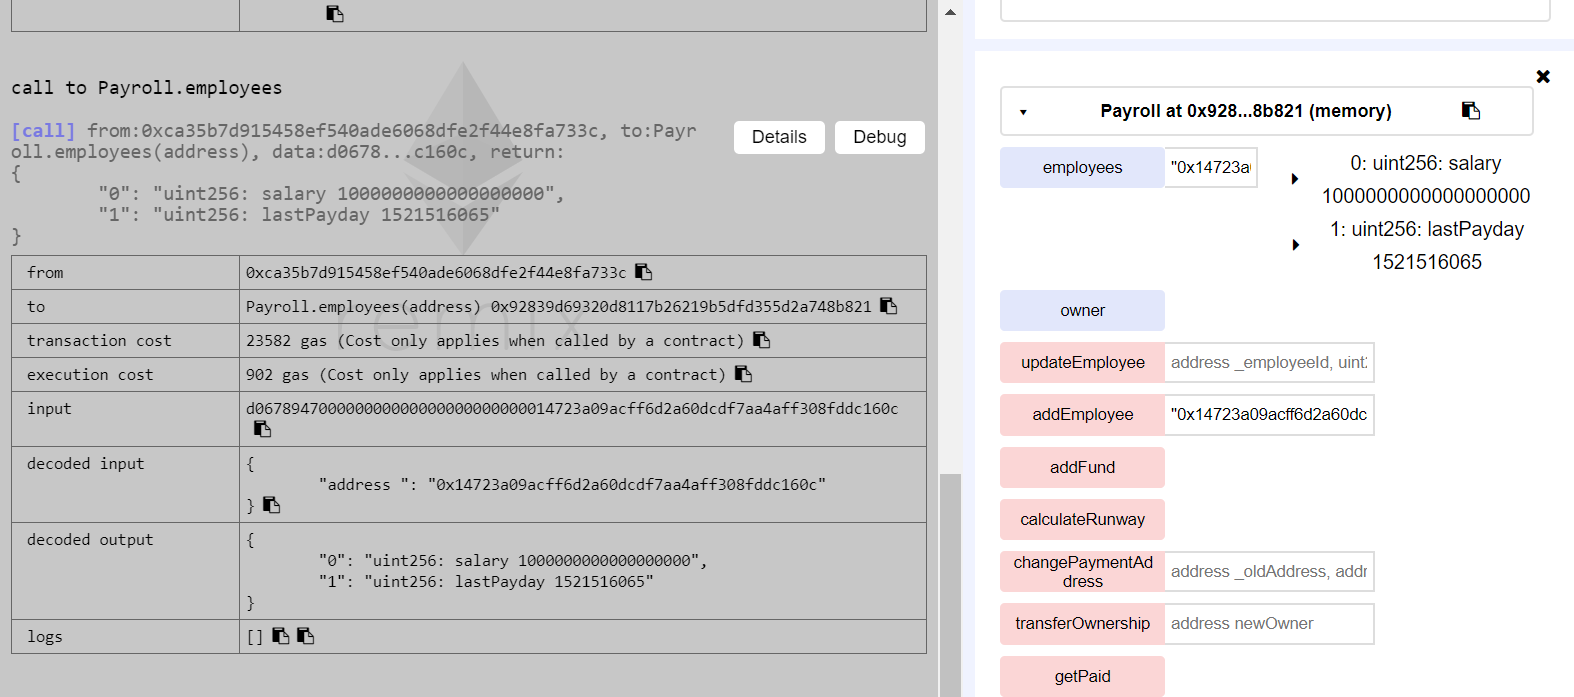 call to Payroll.employees
[call] from:0xca35b7d915458ef540ade6068dfe2f44e8fa733c, to:Payr
oll.employees(address), data:d0678...c160c, return:
{
"0": "uint256: salary 1000000000000000000",
"1": "uint256: lastPayday 1521516065"
}
Details
Debug
from 0xca35b7d915458ef540ade6068dfe2f44e8fa733c
to Payroll.employees(address) 0x92839d69320d8117b26219b5dfd355d2a748b821
transaction cost 23582 gas (Cost only applies when called by a contract)
execution cost 902 gas (Cost only applies when called by a contract)
input d067894700000000000000000000000014723a09acff6d2a60dcdf7aa4aff308fddc160c
decoded input {
"address ": "0x14723a09acff6d2a60dcdf7aa4aff308fddc160c"
}
decoded output {
"0": "uint256: salary 1000000000000000000",
"1": "uint256: lastPayday 1521516065"
}
logs []
remix
Payroll at 0x928...8b821 (memory)
employees "0x14723a
0: uint256: salary
1000000000000000000
1: uint256: lastPayday
1521516065
owner
updateEmployee address _employeeId, uint
addEmployee "0x14723a09acff6d2a60dc
addFund
calculateRunway
changePaymentAd
dress
address _oldAddress, addr
transferOwnership address newOwner
getPaid